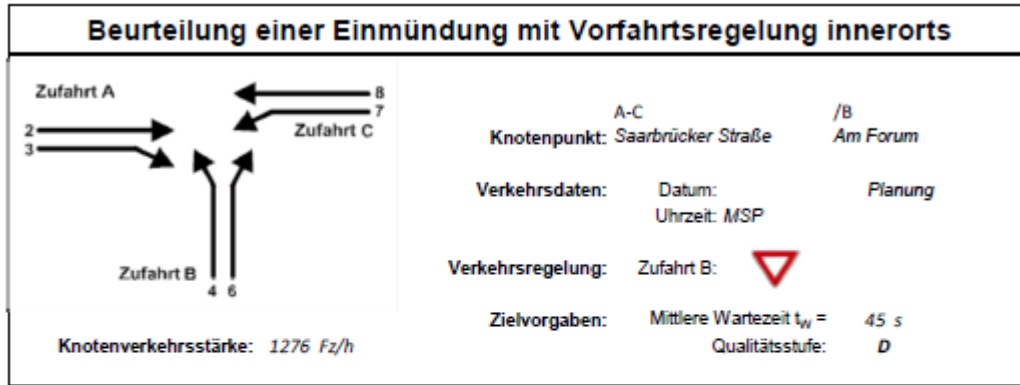 Beurteilung einer Einmündung mit Vorfahrtsregelung innerorts
Zufahrt A
8
7
2
3
Zufahrt C
Zufahrt B
4 6
Knotenverkehrsstärke: 1276 Fz/h
A-C /B
Knotenpunkt: Saarbrücker Straße Am Forum
Verkehrsdaten: Datum: Planung
Uhrzeit: MSP
Verkehrsregelung: Zufahrt B:
Zielvorgaben: Mittlere Wartezeit tW = 45 s
Qualitätsstufe: D